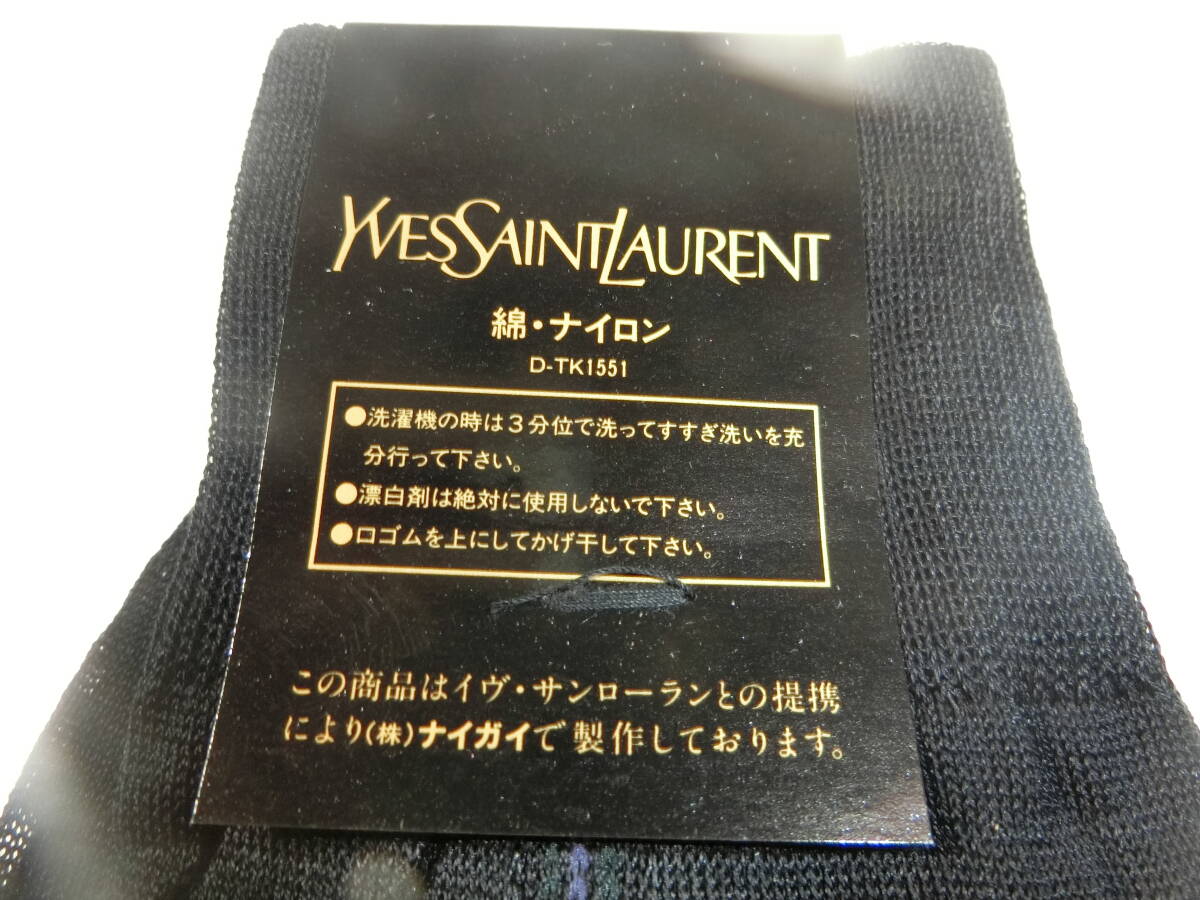 YVESSAINTLAURENT
綿・ナイロン
D-TK1551
●洗濯機の時は3分位で洗ってすすぎ洗いを充
分行って下さい。
●漂白剤は絶対に使用しないで下さい。
●口ゴムを上にしてかげ干して下さい。
この商品はイヴ・サンローランとの提携
により(株)ナイガイで製作しております。